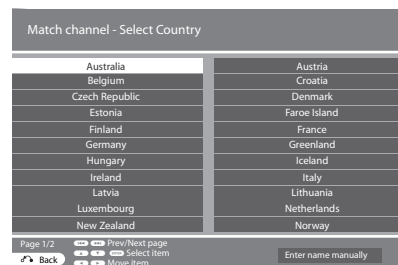 Match channel - Select Country
Australia Austria
Belgium Croatia
Czech Republic Denmark
Estonia Faroe Island
Finland France
Germany Greenland
Hungary Iceland
Ireland Italy
Latvia Lithuania
Luxembourg Netherlands
New Zealand Norway
Page 1/2 Prev/Next page
Select item
Back Move item
Enter name manually